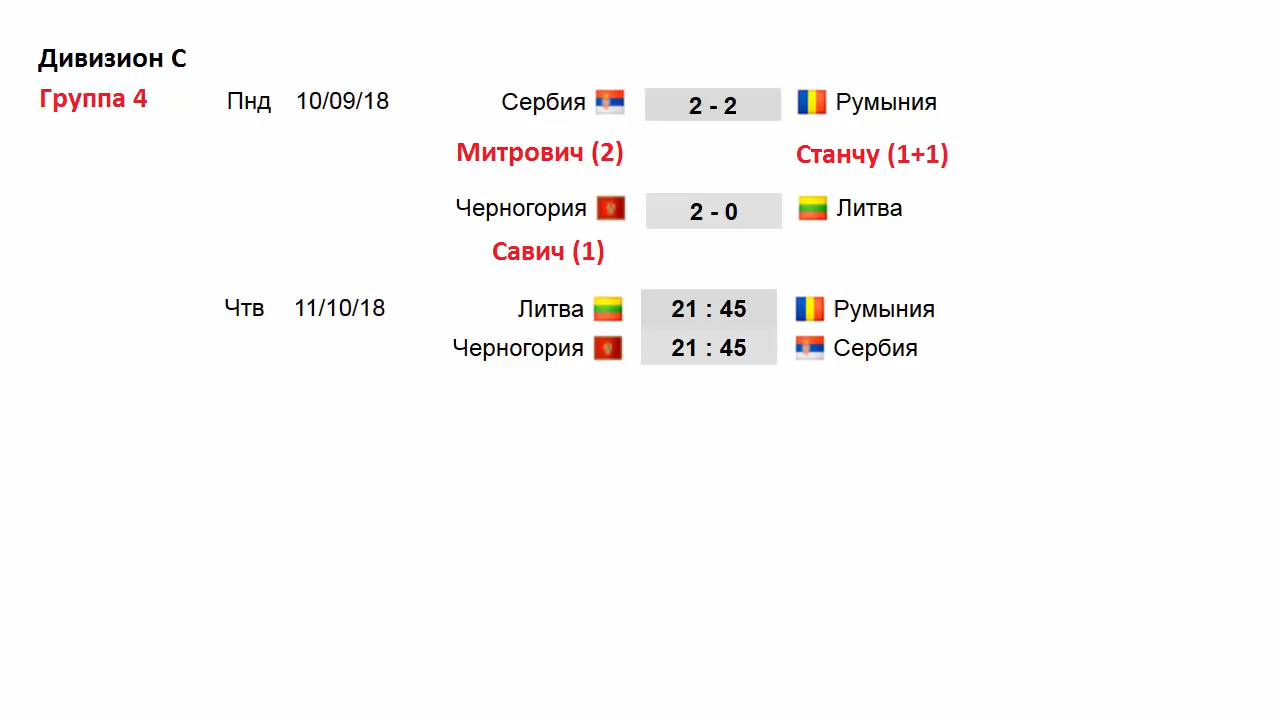 Дивизион С
Группа 4 Пнд 10/09/18 Сербия 2 - 2 Румыния
Митрович (2) Станчу (1+1)
Черногория 2 - 0 Литва
Савич (1)
Чтв 11/10/18 Литва 21 : 45 Румыния
Черногория 21 : 45 Сербия